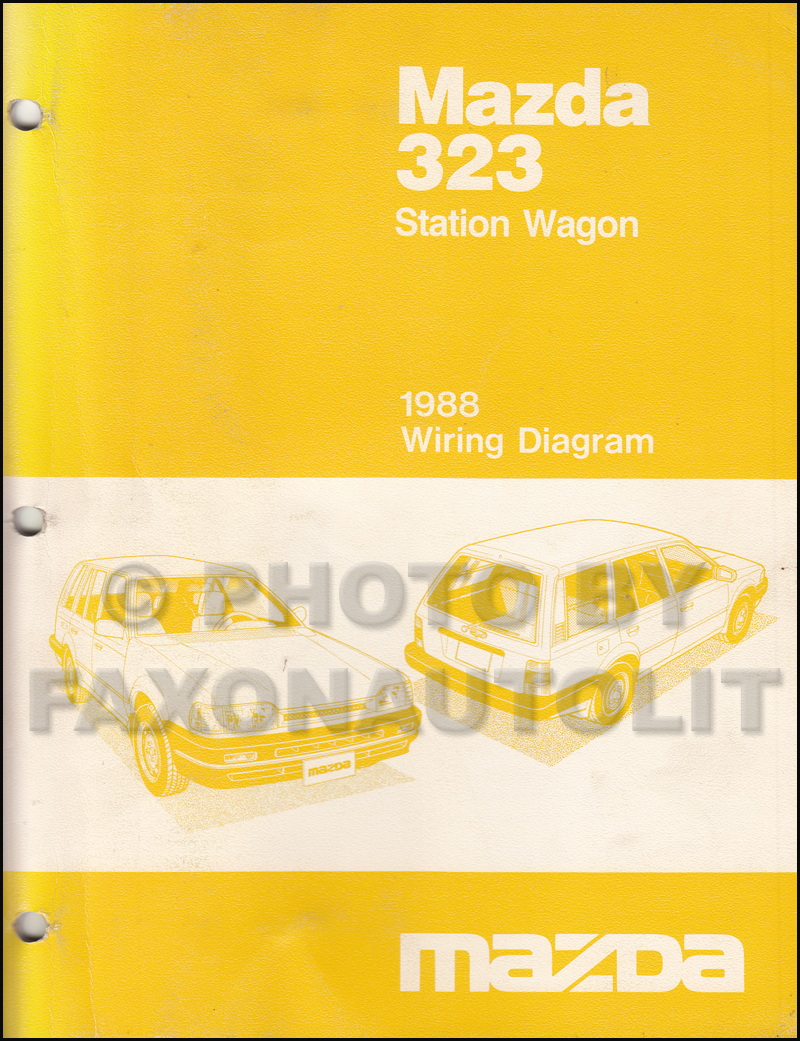 Mazda
323
Station Wagon
1988
Wiring Diagram
© PHOTO BY
FAXONAUTOLIT
mazda
mazda